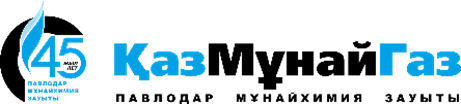 45 ЖЫЛ
ЛЕТ
ПАВЛОДАР
МҰНАЙХИМИЯ
ЗАУЫТЫ
ҚазМұнайГаз
ПАВЛОДАР МҰНАЙХИМИЯ ЗАУЫТЫ